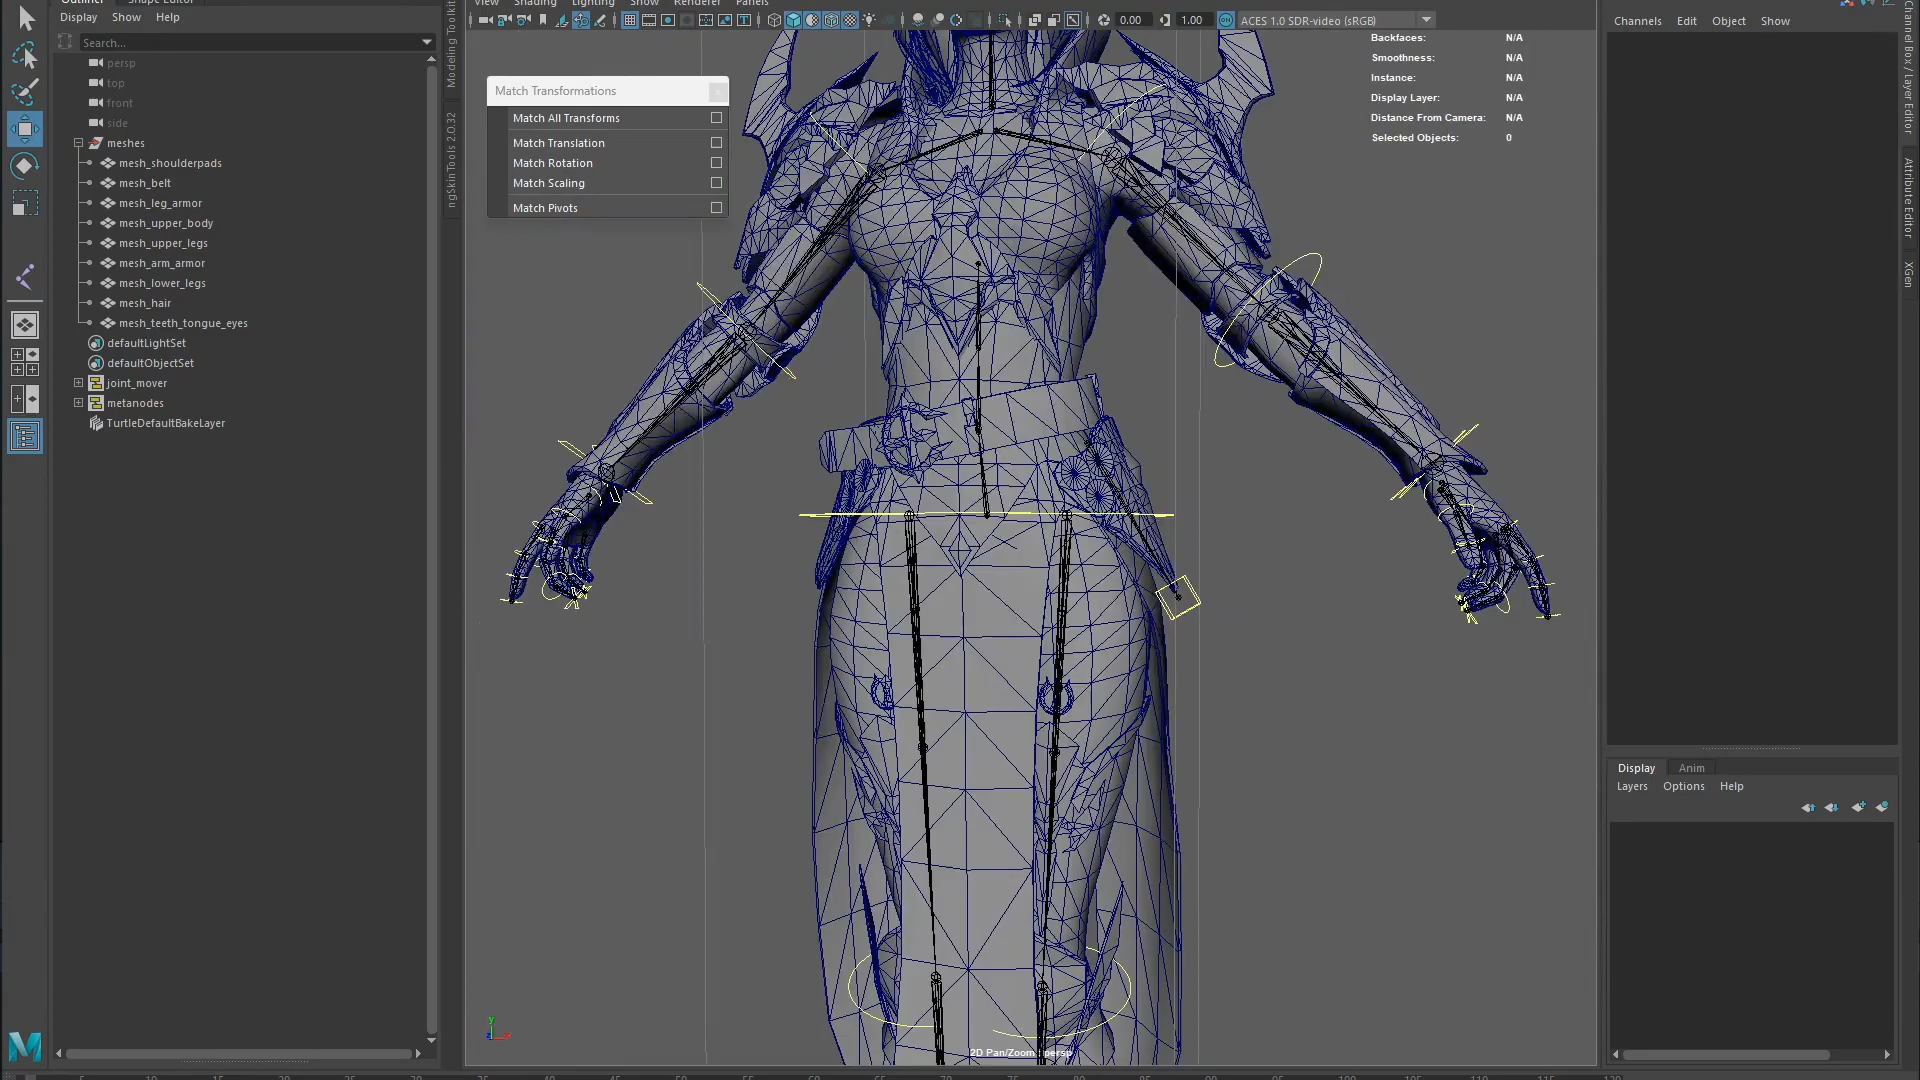 Outliner
Shape Editor
Display Show Help
Search...
persp
top
front
side
meshes
mesh_shoulderpads
mesh_belt
mesh_leg_armor
mesh_upper_body
mesh_upper_legs
mesh_arm_armor
mesh_lower_legs
mesh_hair
mesh_teeth_tongue_eyes
defaultLightSet
defaultObjectSet
joint_mover
metanodes
TurtleDefaultBakeLayer
Modeling Toolkit
ngSkinTools 2.0.32
View Shading Lighting Show Renderer Panels
0.00 1.00 ACES 1.0 SDR-video (sRGB)
Match Transformations
Match All Transforms
Match Translation
Match Rotation
Match Scaling
Match Pivots
Backfaces: N/A
Smoothness: N/A
Instance: N/A
Display Layer: N/A
Distance From Camera: N/A
Selected Objects: 0
y
2D Pan/Zoom : persp
Channels Edit Object Show
Channel Box / Layer Editor
Attribute Editor
XGen
Display Anim
Layers Options Help